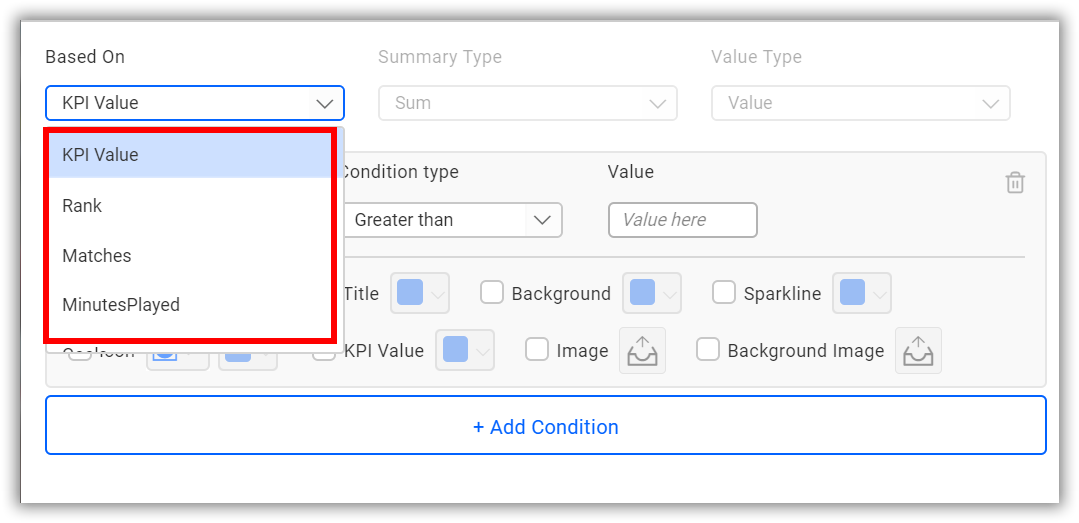 Based On
Summary Type
Value Type
KPI Value
Sum
Value
KPI Value
Rank
Matches
MinutesPlayed
Condition type
Value
Greater than
Value here
Title
Background
Sparkline
KPI Value
Image
Background Image
+ Add Condition